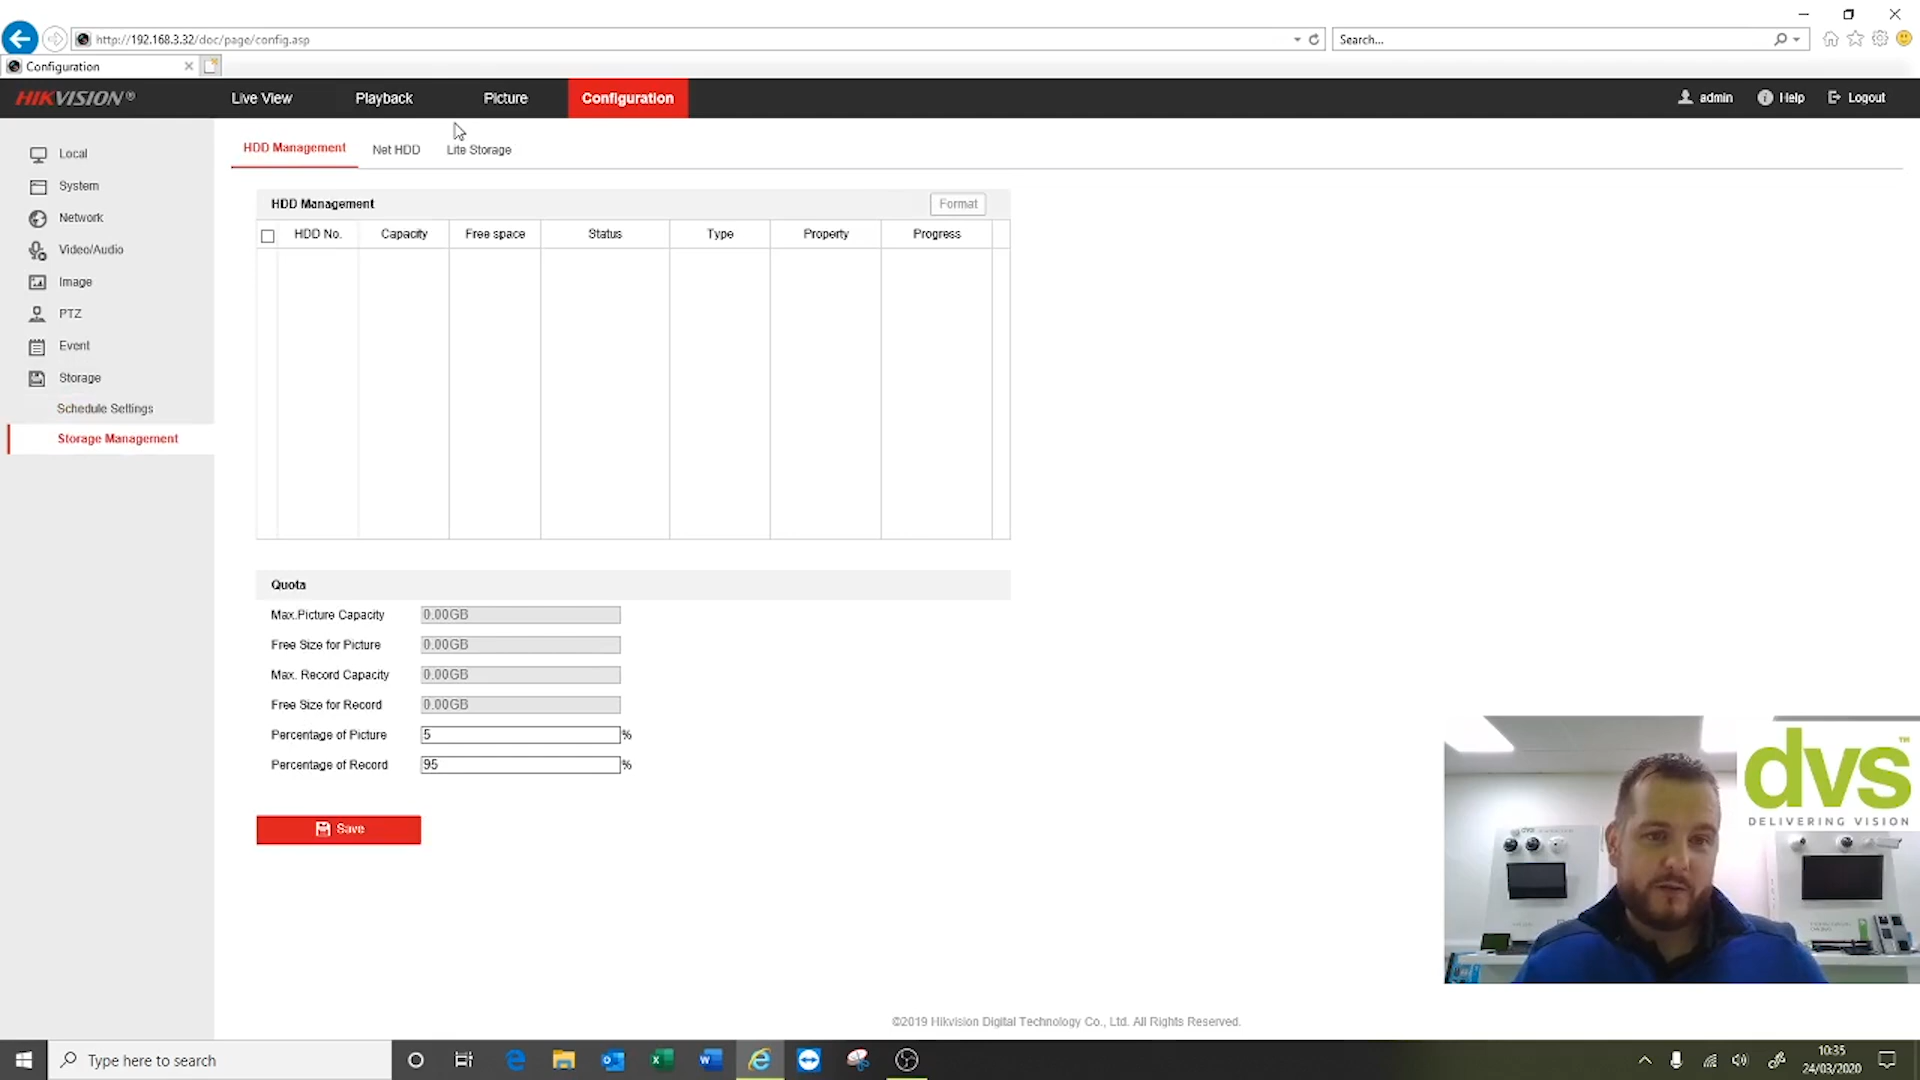 http://192.168.3.32/doc/page/config.asp
Search...
Configuration
HIKVISION®
Live View
Playback
Picture
Configuration
admin
Help
Logout
Local
System
Network
Video/Audio
Image
PTZ
Event
Storage
Schedule Settings
Storage Management
HDD Management
Net HDD
Lite Storage
HDD Management
Format
HDD No.
Capacity
Free space
Status
Type
Property
Progress
Quota
Max.Picture Capacity
0.00GB
Free Size for Picture
0.00GB
Max. Record Capacity
0.00GB
Free Size for Record
0.00GB
Percentage of Picture
5
%
Percentage of Record
95
%
Save
dvs™
DELIVERING VISION
©2019 Hikvision Digital Technology Co., Ltd. All Rights Reserved.
Type here to search
10:35
24/03/2020